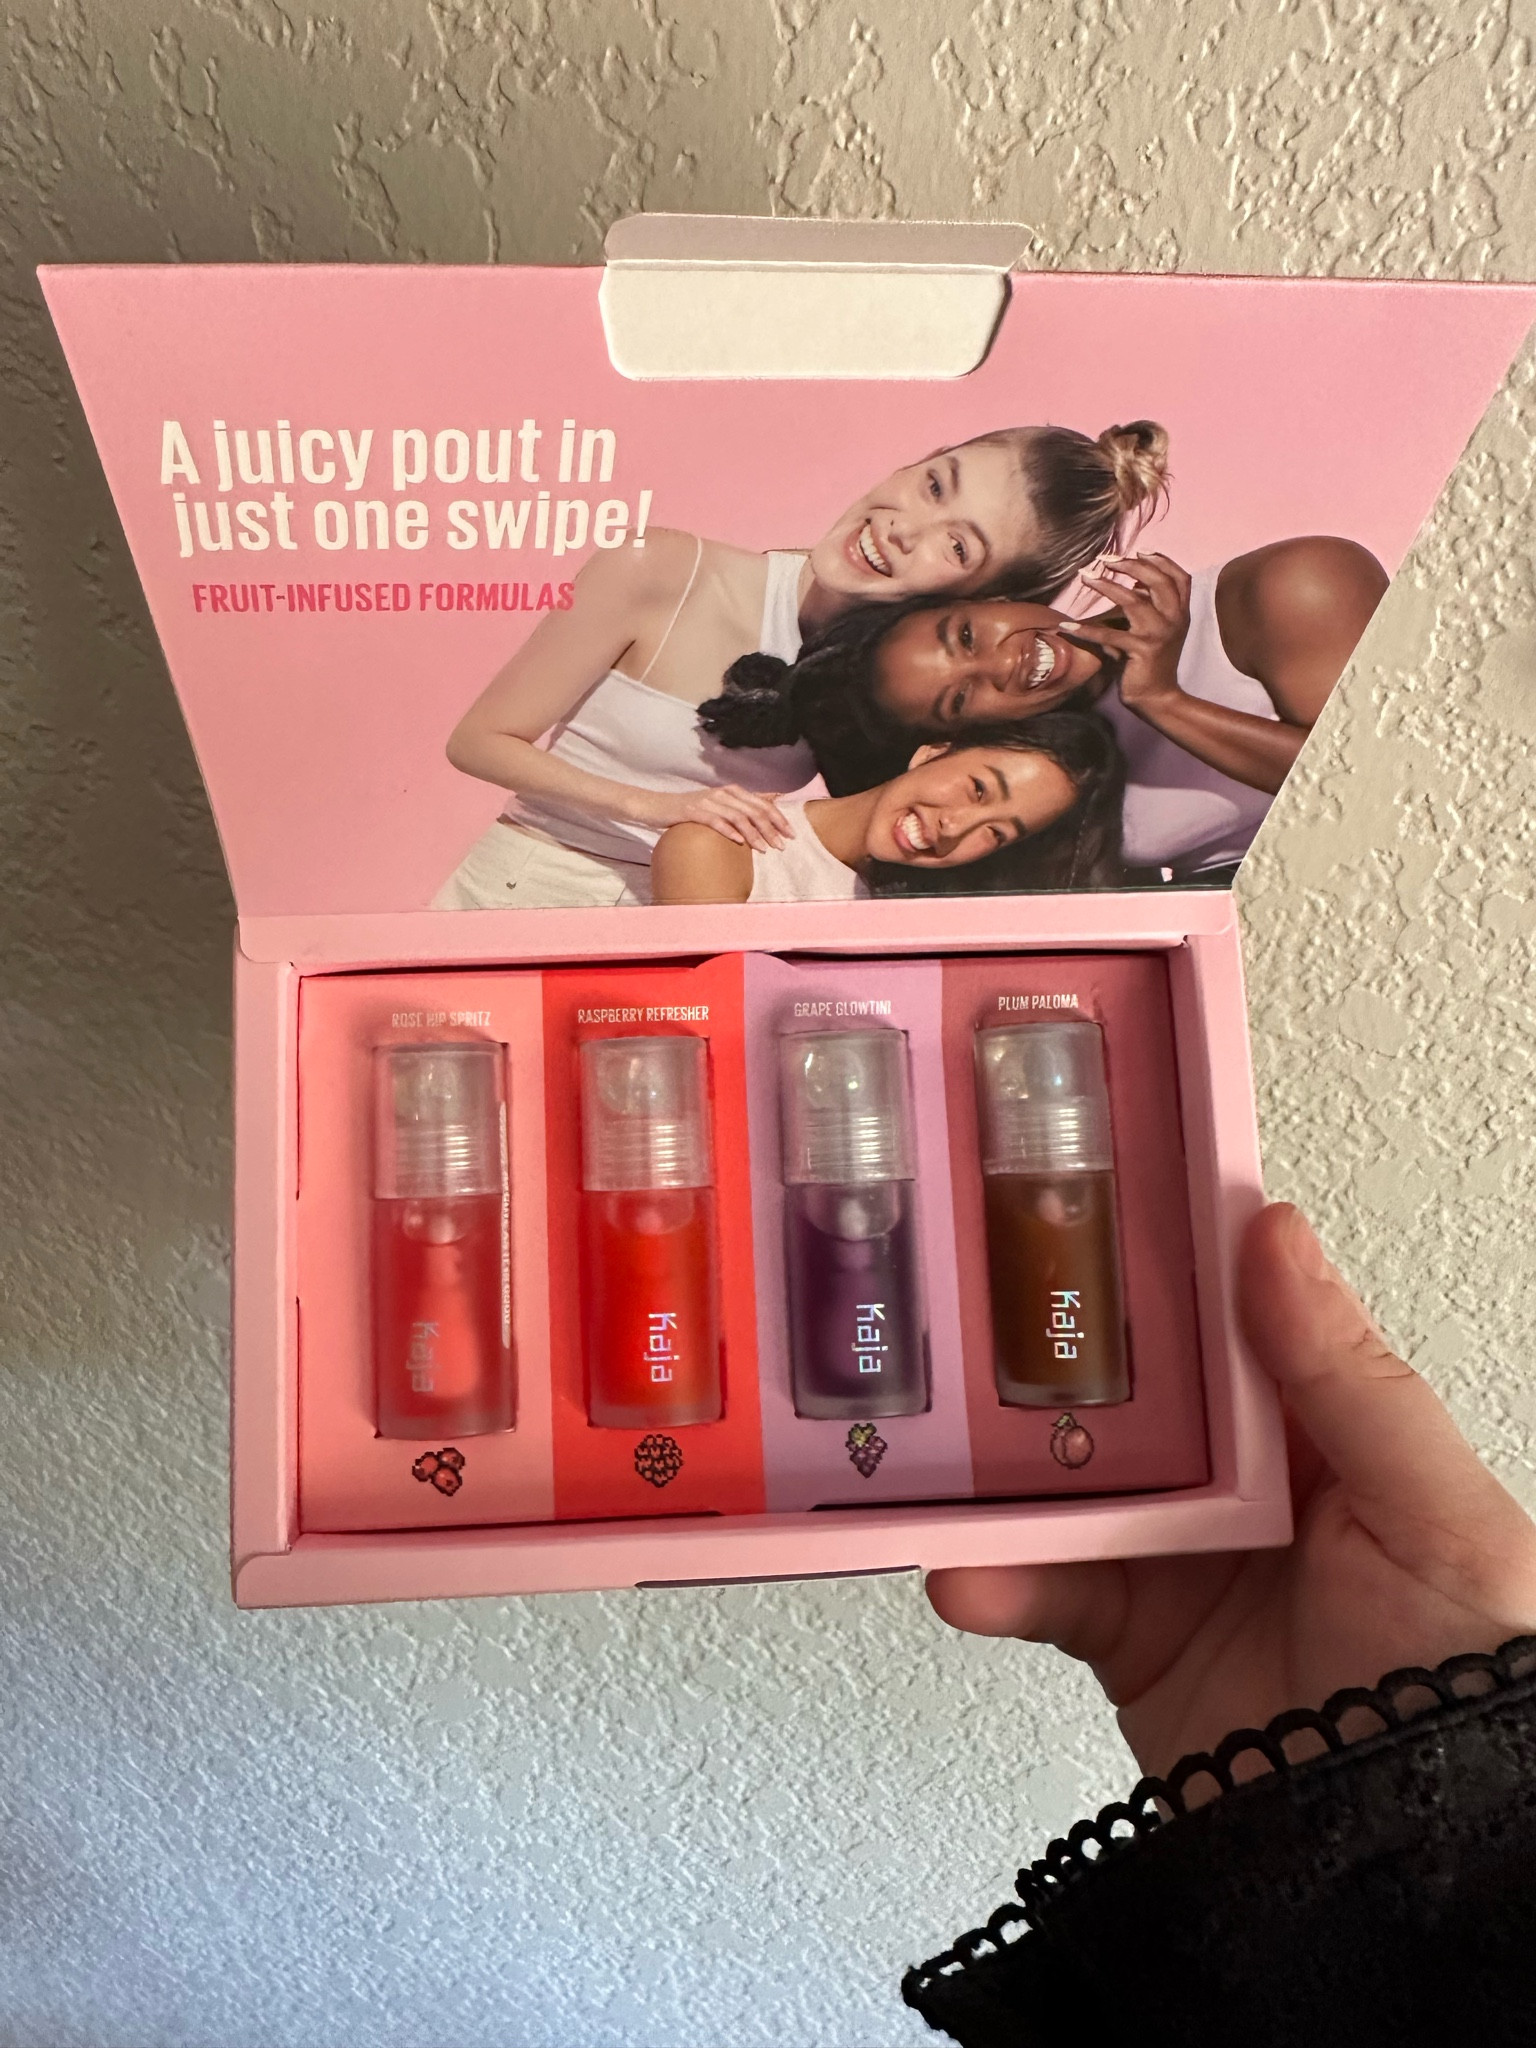 A juicy pout in
just one swipe!
FRUIT-INFUSED FORMULAS
ROSE HIP SPRITZ
RASPBERRY REFRESHER
GRAPE GLOWTINI
PLUM PALOMA
kaja
kaja
kaja
kaja